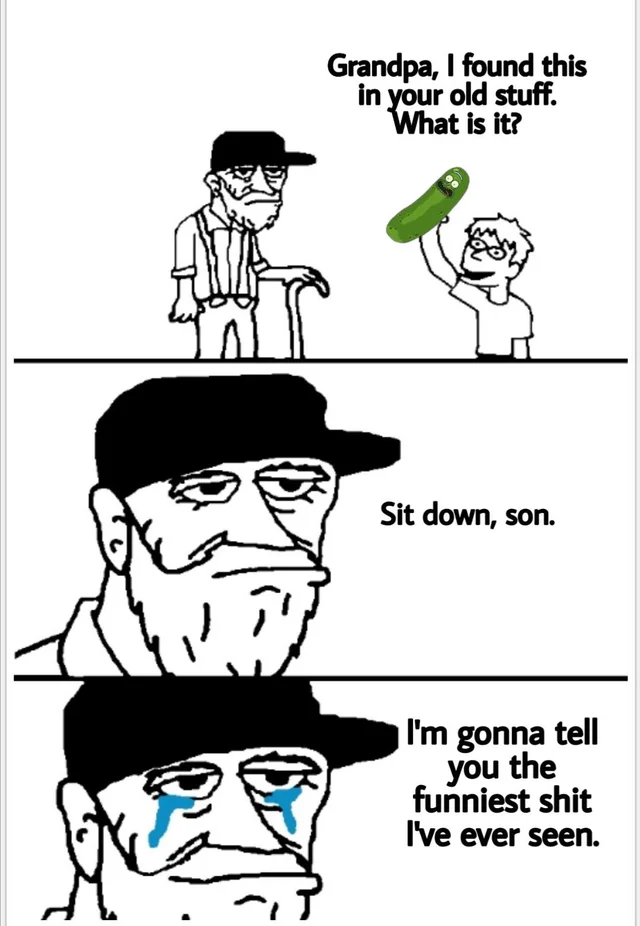 Grandpa, I found this
in your old stuff.
What is it?
Sit down, son.
I'm gonna tell
you the
funniest shit
I've ever seen.